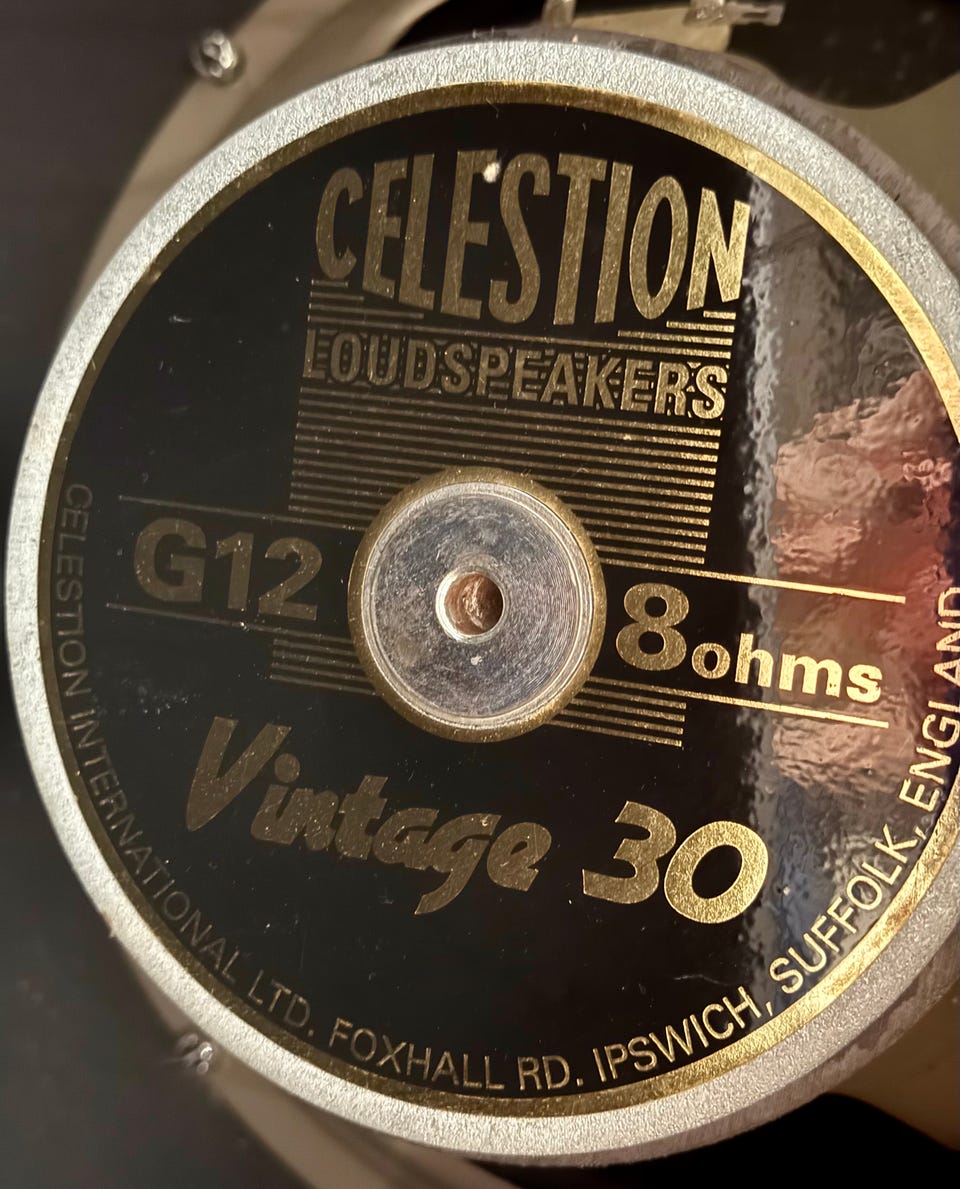 CELESTION
LOUDSPEAKERS
G12
8ohms
Vintage 30
CELESTION INTERNATIONAL LTD. FOXHALL RD. IPSWICH, SUFFOLK, ENGLAND